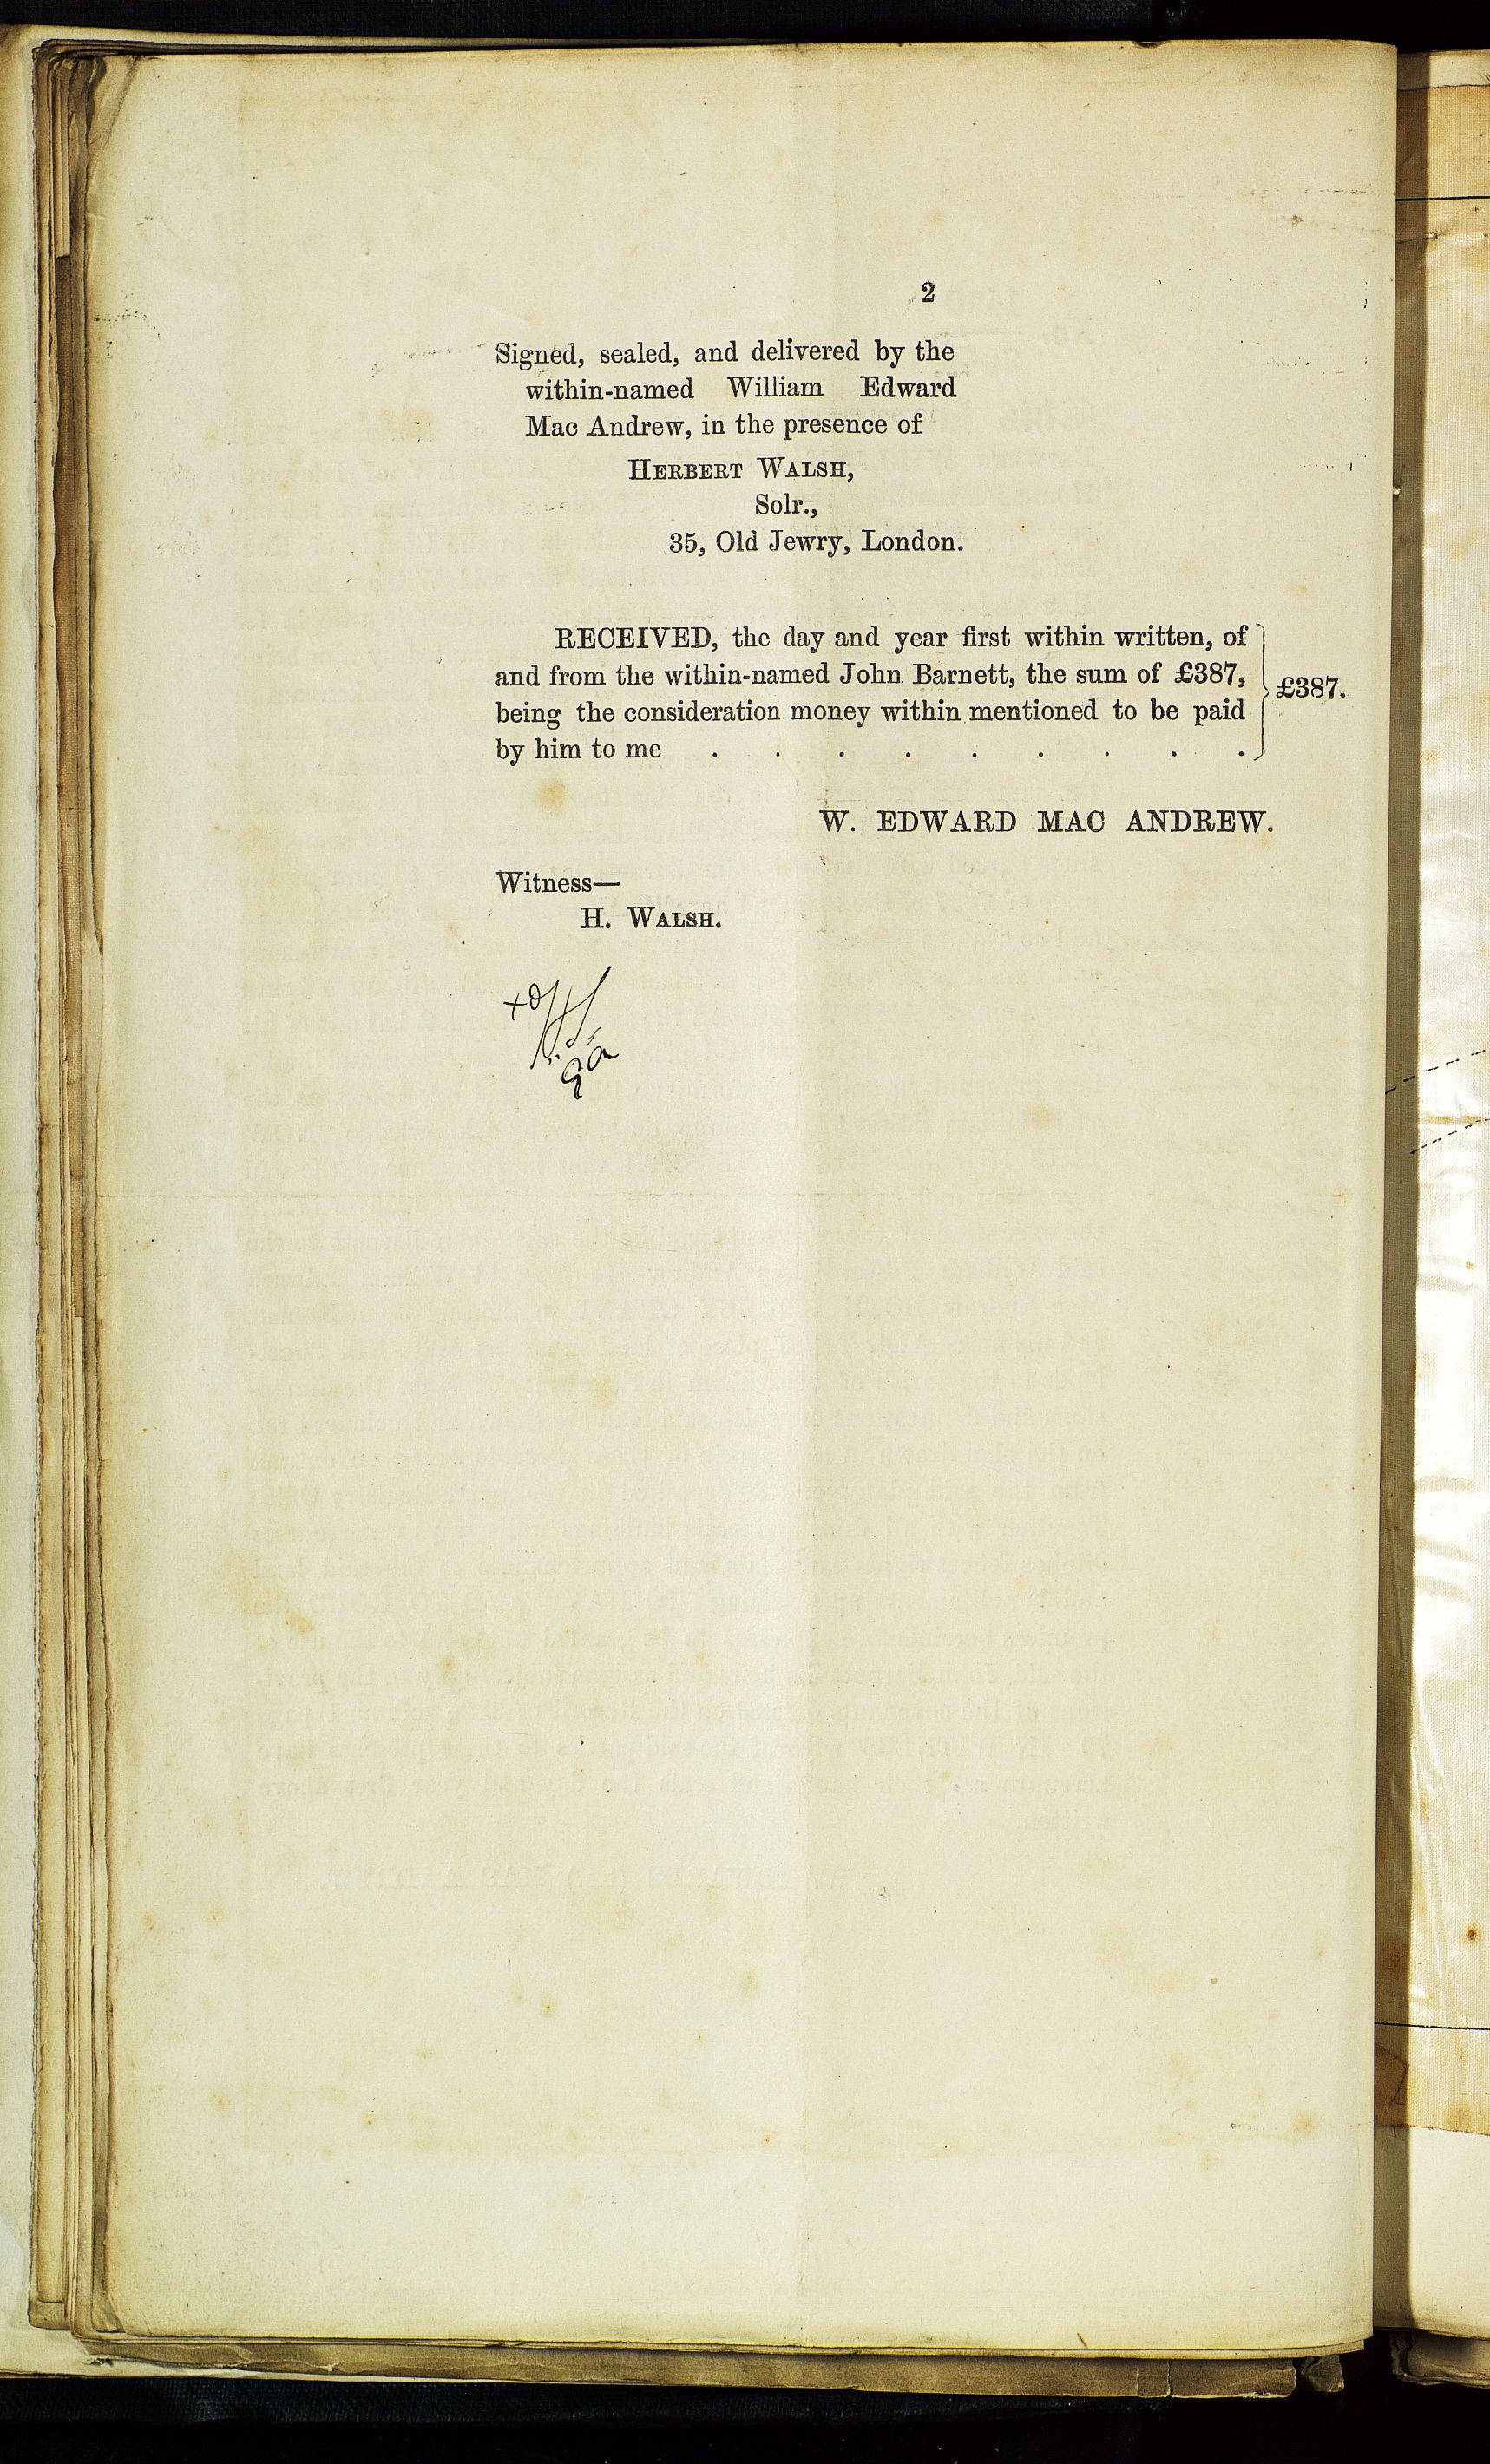 2
Signed, sealed, and delivered by the
within-named William Edward
Mac Andrew, in the presence of
HERBERT WALSH,
Solr.,
35, Old Jewry, London.
RECEIVED, the day and year first within written, of
and from the within-named John Barnett, the sum of £387,
being the consideration money within mentioned to be paid
by him to me . . . . . . . . .
£387.
W. EDWARD MAC ANDREW.
Witness—
H. WALSH.